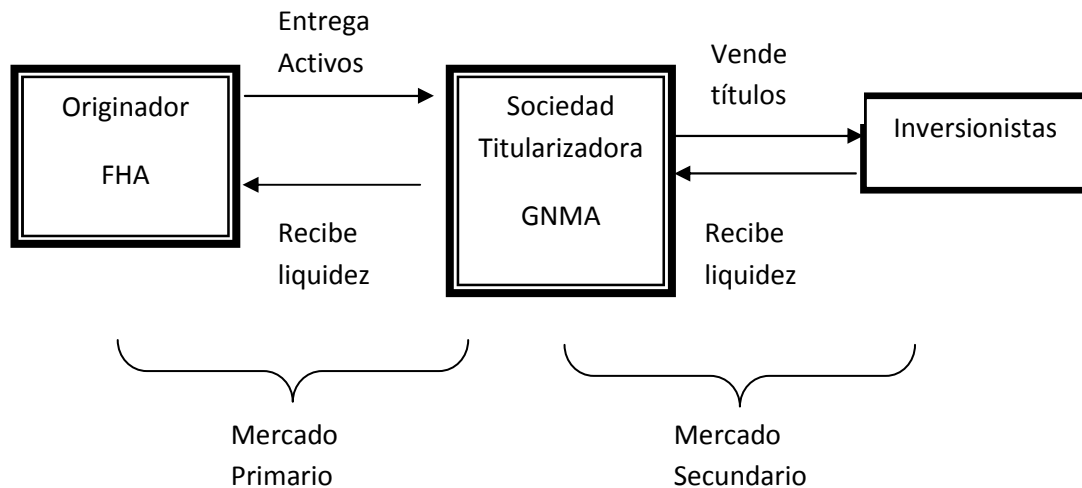 Entrega
Activos
Vende
títulos
Originador
FHA
Sociedad
Titularizadora
GNMA
Inversionistas
Recibe
liquidez
Recibe
liquidez
Mercado
Primario
Mercado
Secundario